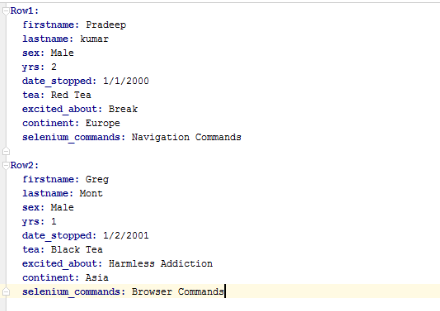 Row1:
firstname: Pradeep
lastname: kumar
sex: Male
yrs: 2
date_stopped: 1/1/2000
tea: Red Tea
excited_about: Break
continent: Europe
selenium_commands: Navigation Commands
Row2:
firstname: Greg
lastname: Mont
sex: Male
yrs: 1
date_stopped: 1/2/2001
tea: Black Tea
excited_about: Harmless Addiction
continent: Asia
selenium_commands: Browser Commands